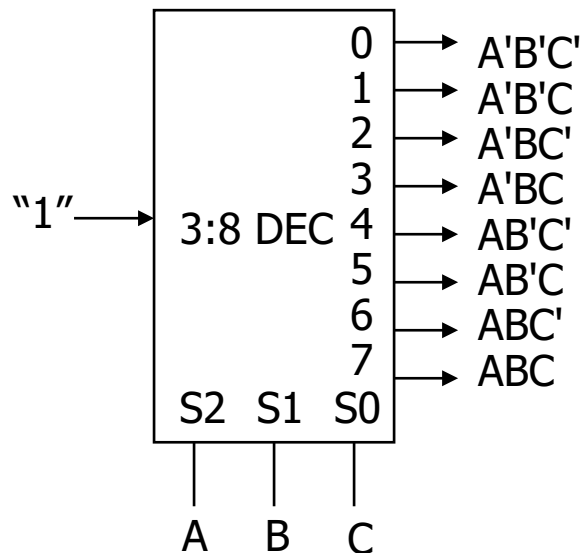 0 A'B'C'
1 A'B'C
2 A'BC'
3 A'BC
“1” 3:8 DEC 4 AB'C'
5 AB'C
6 ABC'
7 ABC
S2 S1 S0
A B C